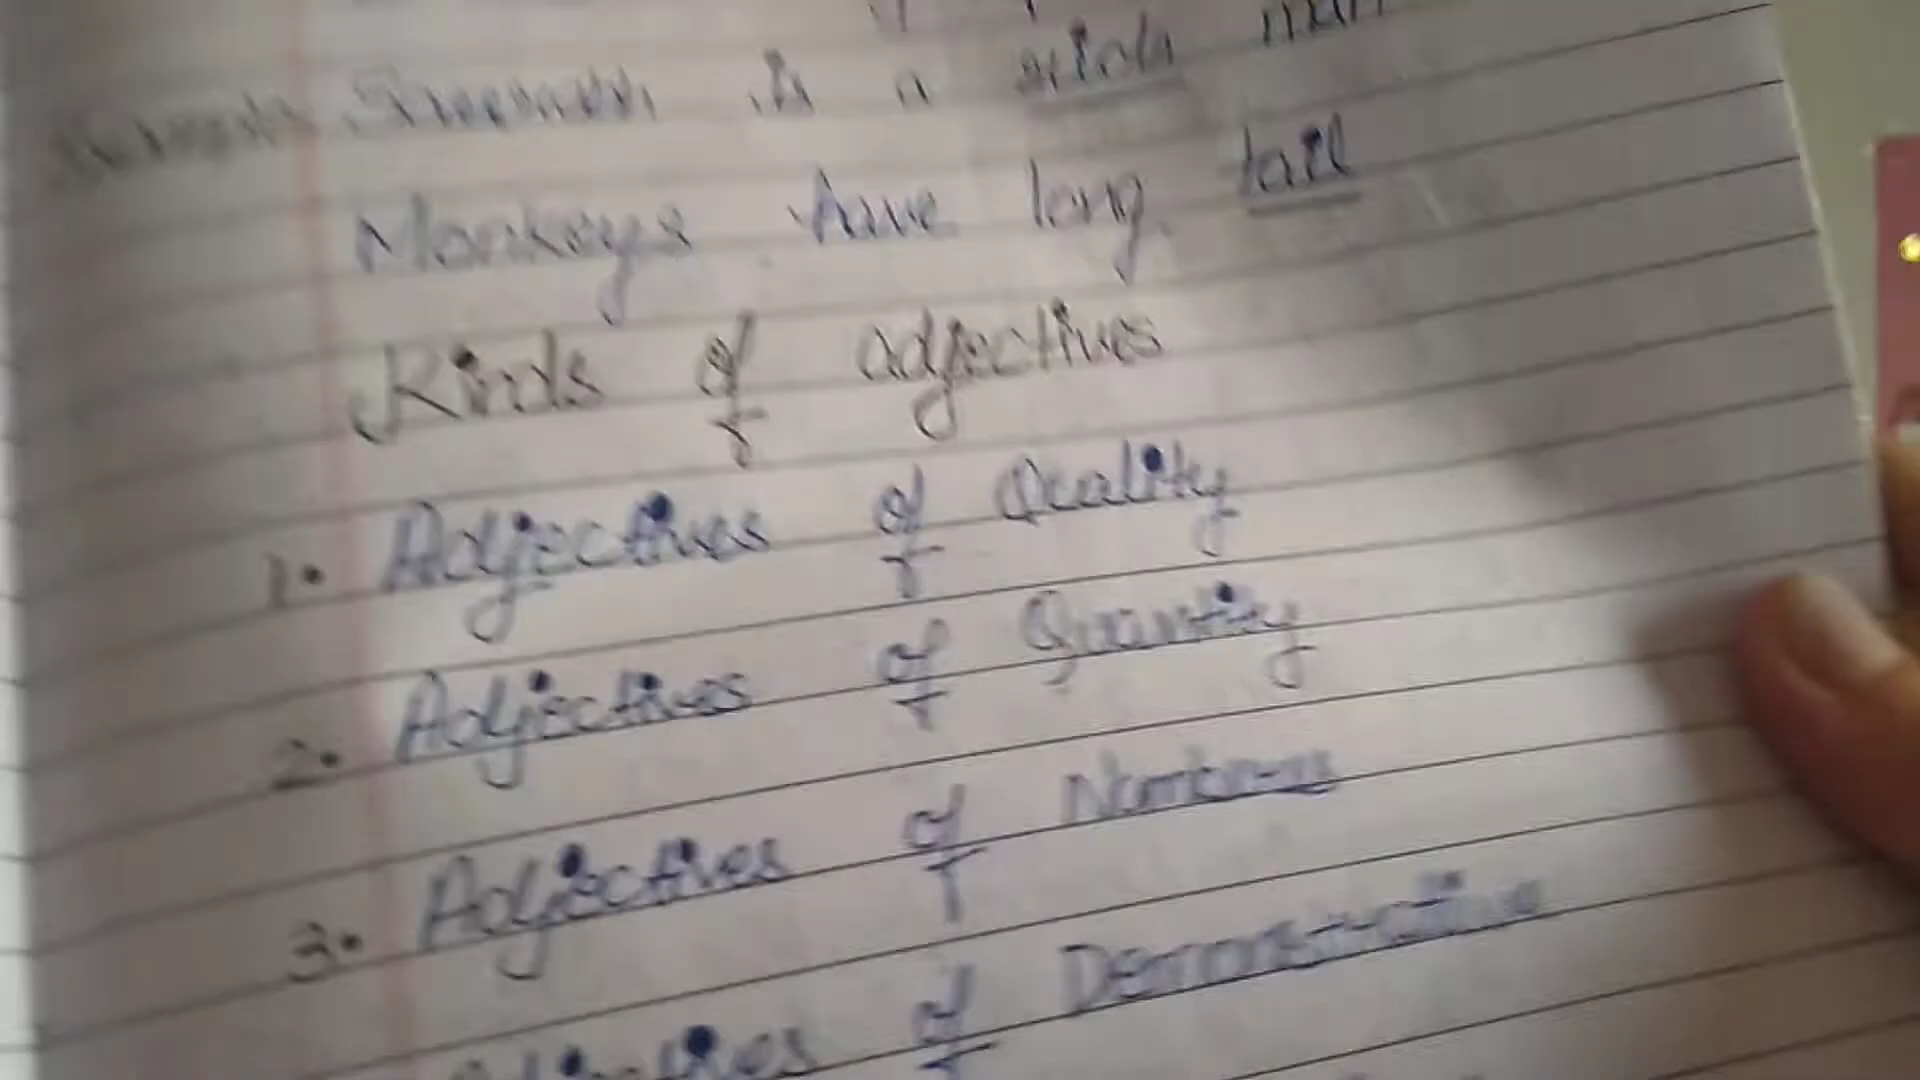 is a rich man
Monkeys have long tail
Kinds of adjectives
1. Adjectives of Quality
2. Adjectives of Quantity
3. Adjectives of Numbers
Adjectives of Demonstrative